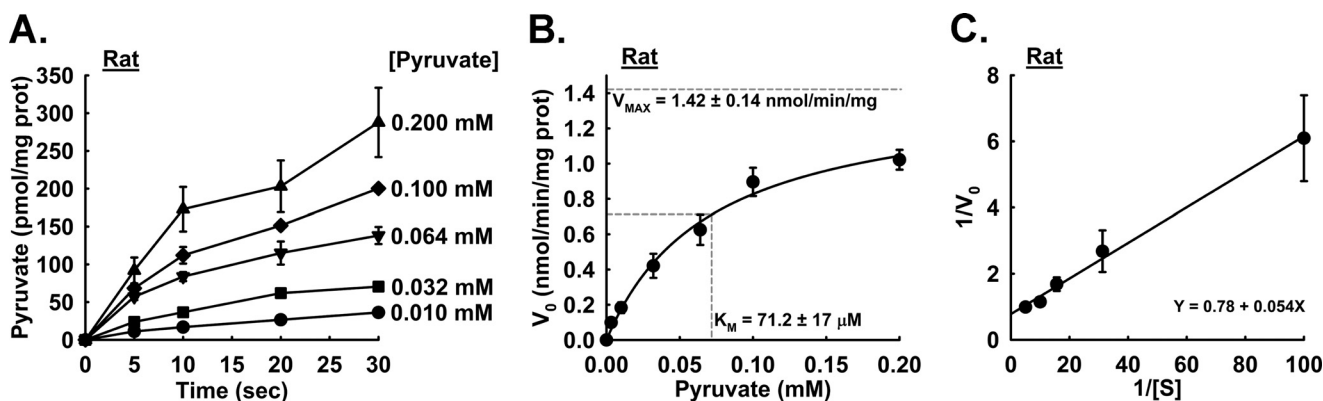 A.
Rat
[Pyruvate]
Pyruvate (pmol/mg prot)
350
300
250
200
150
100
50
0
0.200 mM
0.100 mM
0.064 mM
0.032 mM
0.010 mM
0 5 10 15 20 25 30
Time (sec)
B.
Rat
V0 (nmol/min/mg prot)
1.4
1.2
1.0
0.8
0.6
0.4
0.2
0.0
VMAX = 1.42 ± 0.14 nmol/min/mg
KM = 71.2 ± 17 μM
0.00 0.05 0.10 0.15 0.20
Pyruvate (mM)
C.
Rat
1/V0
8
6
4
2
0
Y = 0.78 + 0.054X
0 20 40 60 80 100
1/[S]